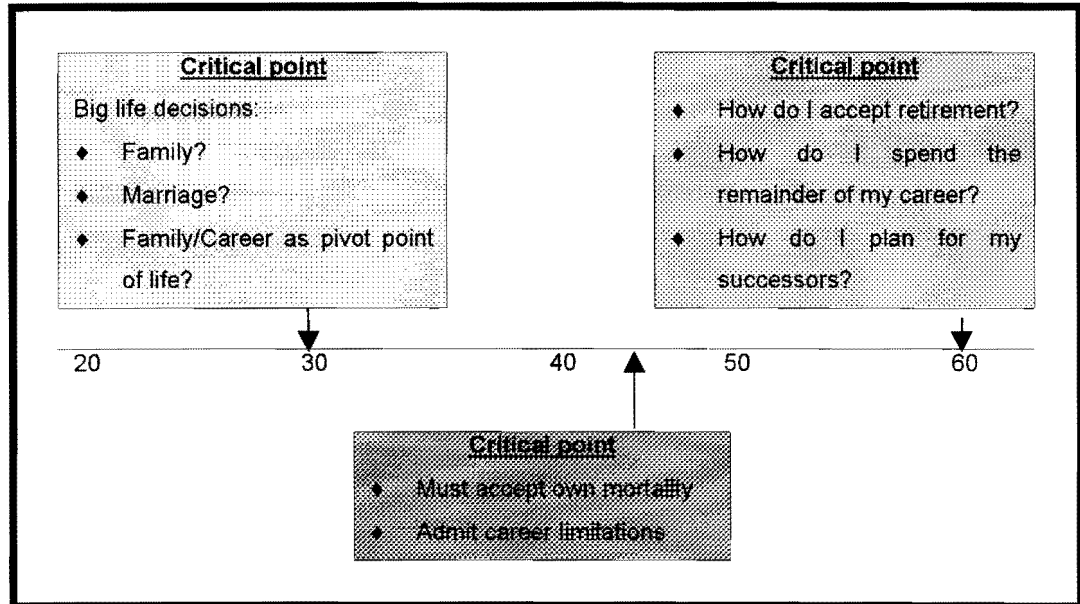 Critical point
Big life decisions:
♦ Family?
♦ Marriage?
♦ Family/Career as pivot point
of life?
Critical point
♦ How do I accept retirement?
♦ How do I spend the
remainder of my career?
♦ How do I plan for my
successors?
20 30 40 50 60
Critical point
♦ Must accept own mortality
♦ Admit career limitations